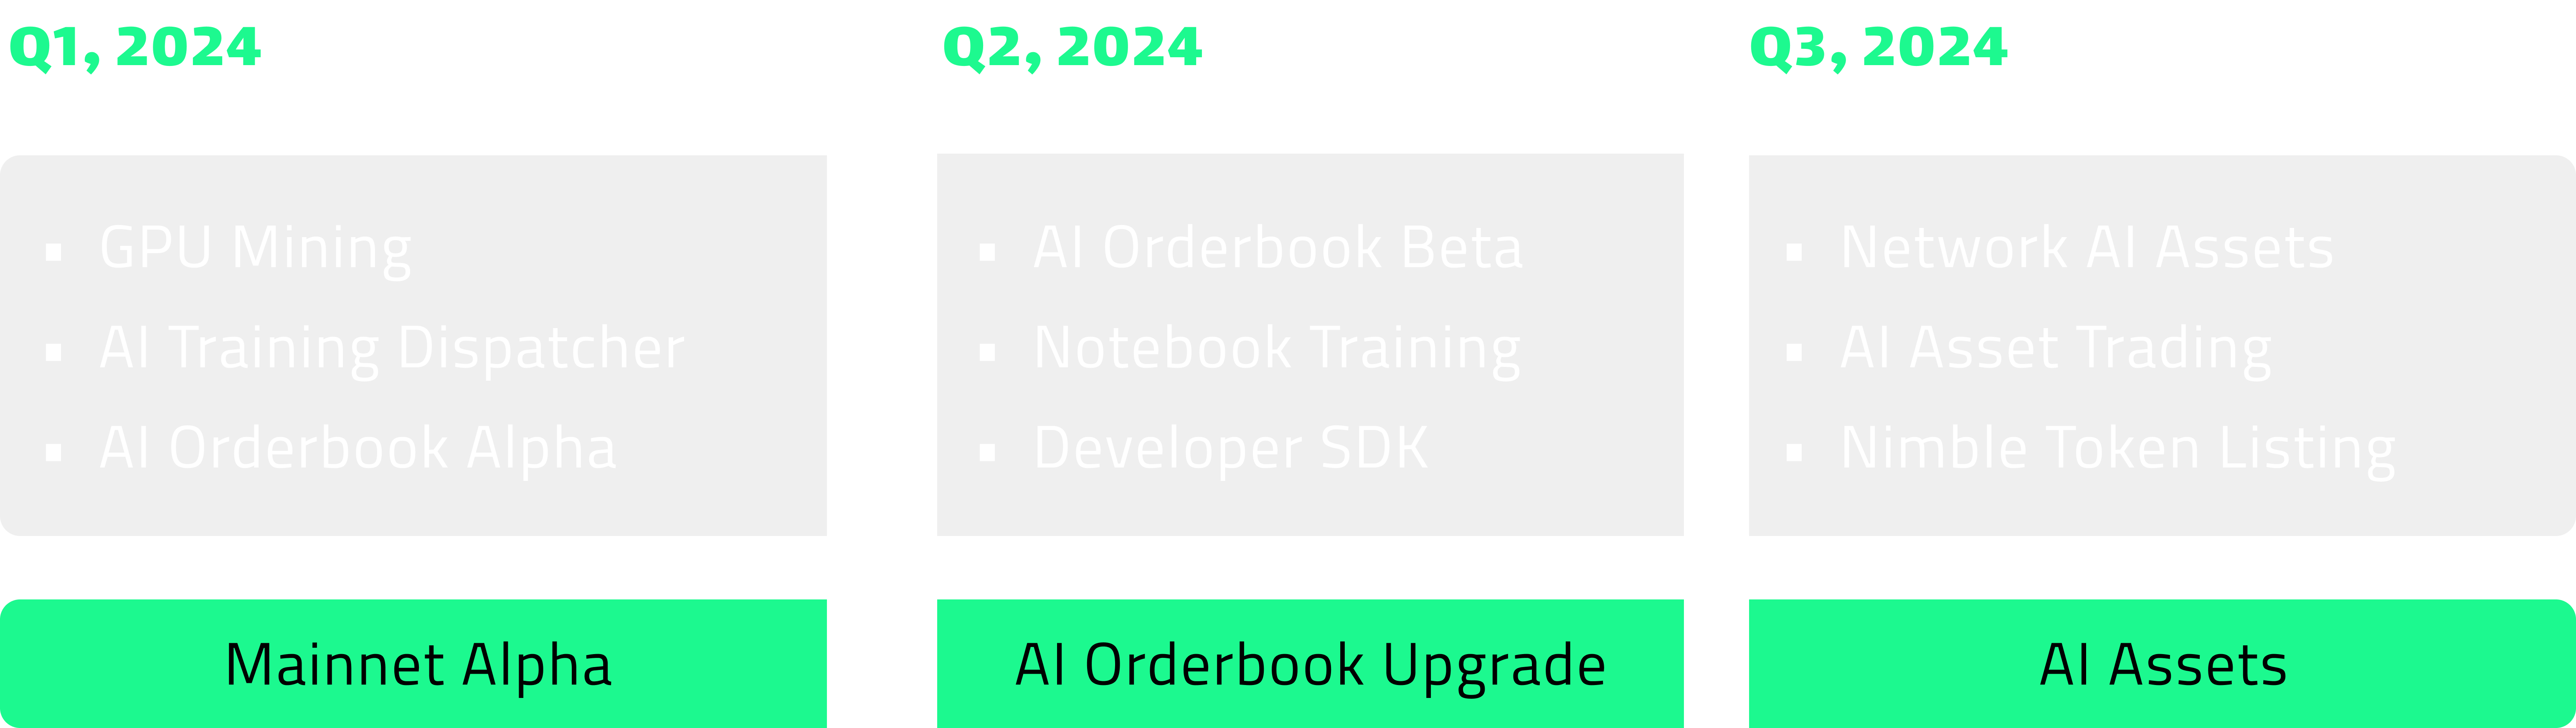 Q1, 2024
▪ GPU Mining
▪ AI Training Dispatcher
▪ AI Orderbook Alpha
Mainnet Alpha
Q2, 2024
▪ AI Orderbook Beta
▪ Notebook Training
▪ Developer SDK
AI Orderbook Upgrade
Q3, 2024
▪ Network AI Assets
▪ AI Asset Trading
▪ Nimble Token Listing
AI Assets